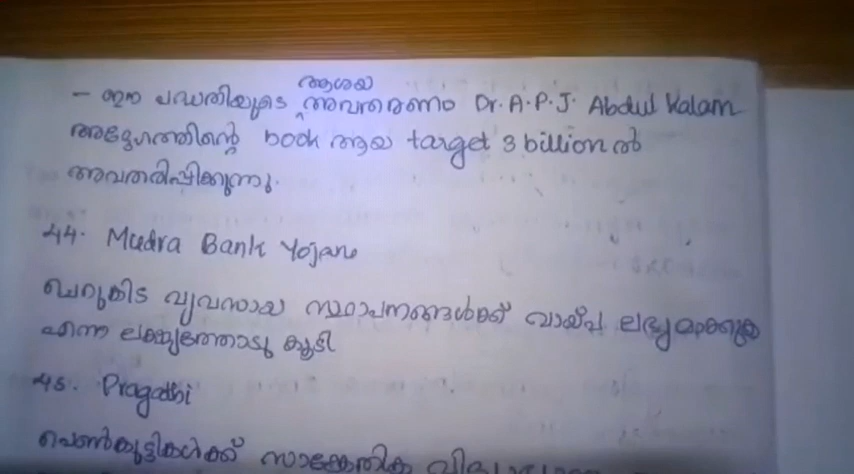 ആശയ
- ഈ പദ്ധതിയുടെ ^ അവതരണം Dr. A.P.J. Abdul Kalam
അദ്ദേഹത്തിന്റെ book ആയ target 3 billion ൽ
അവതരിപ്പിക്കുന്നു.
44. Mudra Bank Yojana
ചെറുകിട വ്യവസായ സ്ഥാപനങ്ങൾക്ക് വായ്പ ലഭ്യമാക്കുക
എന്ന ലക്ഷ്യത്തോടു കൂടി
45. Pragathi
പെൺകുട്ടികൾക്ക് സാങ്കേതിക